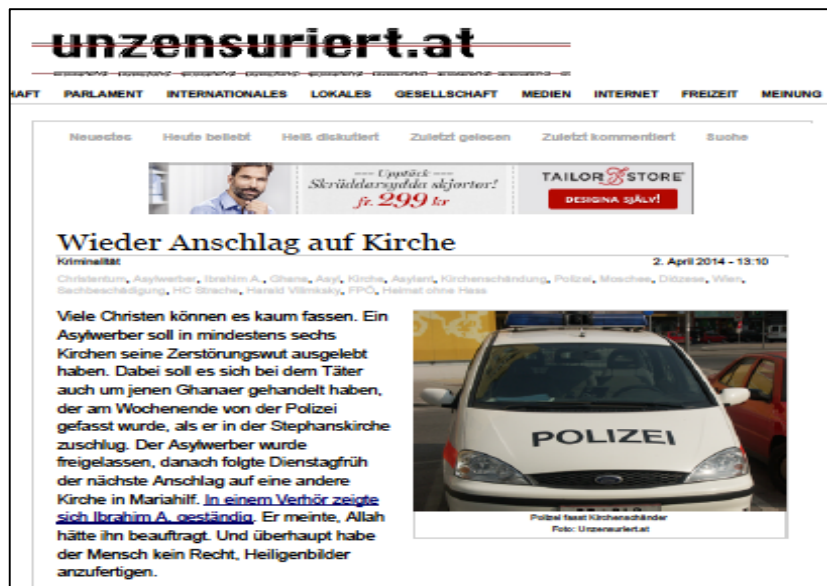 unzensuriert.at
HAFT PARLAMENT INTERNATIONALES LOKALES GESELLSCHAFT MEDIEN INTERNET FREIZEIT MEINUNG
Neuestes Heute beliebt Heiß diskutiert Zuletzt gelesen Zuletzt kommentiert Suche
--- Upptäck ---
Skräddarsydda skjortor!
fr. 299 kr
TAILOR STORE
DESIGNA SJÄLV!
Wieder Anschlag auf Kirche
Kriminalität 2. April 2014 - 13:10
Christentum, Asylwerber, Ibrahim A., Ghana, Asyl, Kirche, Asylant, Kirchenschändung, Polizei, Moschee, Diözese, Wien,
Sachbeschädigung, HC Strache, Harald Vilimsky, FPÖ, Heimat ohne Hass
Viele Christen können es kaum fassen. Ein
Asylwerber soll in mindestens sechs
Kirchen seine Zerstörungswut ausgelebt
haben. Dabei soll es sich bei dem Täter
auch um jenen Ghanaer gehandelt haben,
der am Wochenende von der Polizei
gefasst wurde, als er in der Stephanskirche
zuschlug. Der Asylwerber wurde
freigelassen, danach folgte Dienstagfrüh
der nächste Anschlag auf eine andere
Kirche in Mariahilf. In einem Verhör zeigte
sich Ibrahim A. geständig. Er meinte, Allah
hätte ihn beauftragt. Und überhaupt habe
der Mensch kein Recht, Heiligenbilder
anzufertigen.
POLIZEI
Polizei fasst Kirchenschänder
Foto: Unzensuriert.at